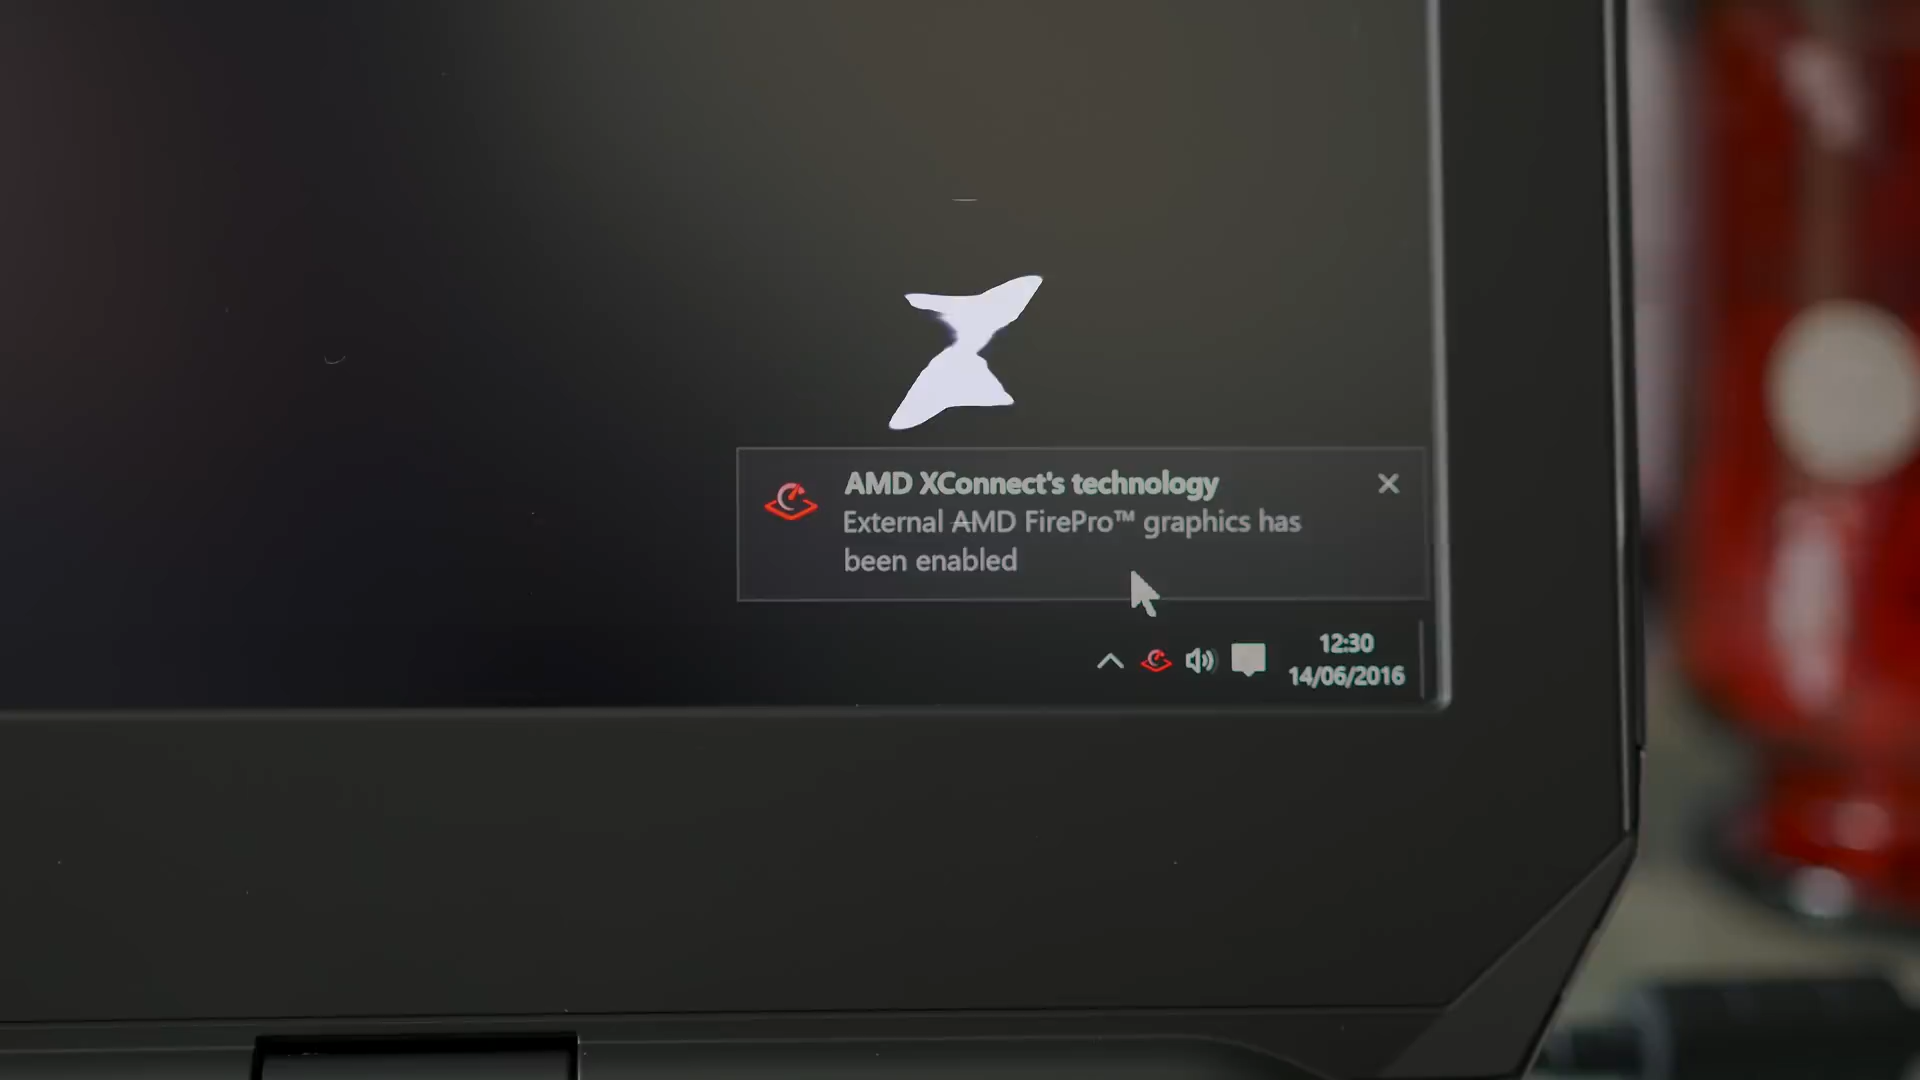 AMD XConnect's technology
External AMD FirePro™ graphics has
been enabled
12:30
14/06/2016